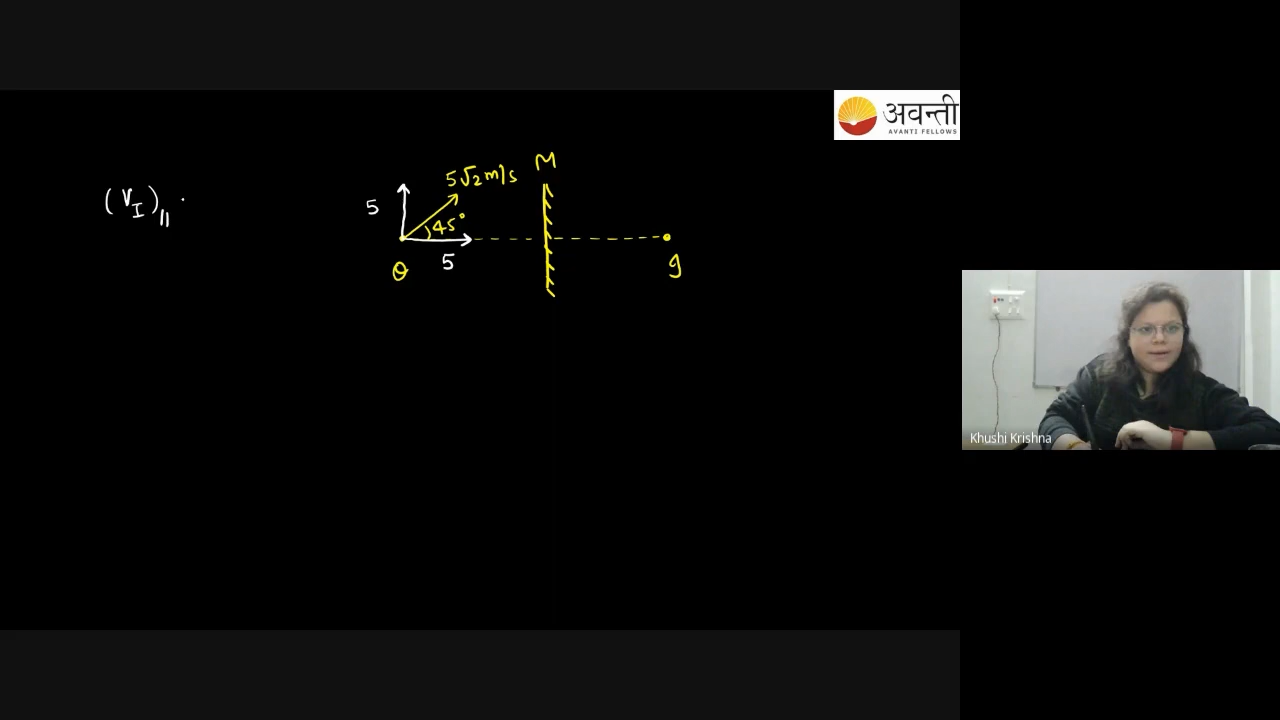 अवन्ती
AVANTI FELLOWS
M
5√2 m/s
(V_I)_||
5
45°
O
5
g
Khushi Krishna